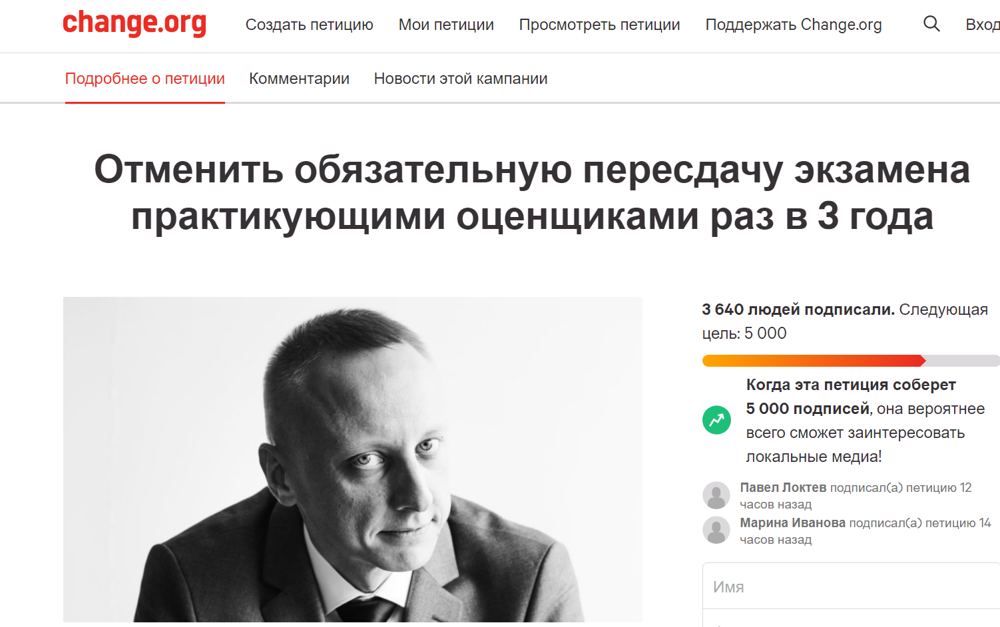 change.org
Создать петицию
Мои петиции
Просмотреть петиции
Поддержать Change.org
Вход
Подробнее о петиции
Комментарии
Новости этой кампании
Отменить обязательную пересдачу экзамена
практикующими оценщиками раз в 3 года
3 640 людей подписали. Следующая
цель: 5 000
Когда эта петиция соберет
5 000 подписей, она вероятнее
всего сможет заинтересовать
локальные медиа!
Павел Локтев подписал(а) петицию 12
часов назад
Марина Иванова подписал(а) петицию 14
часов назад
Имя